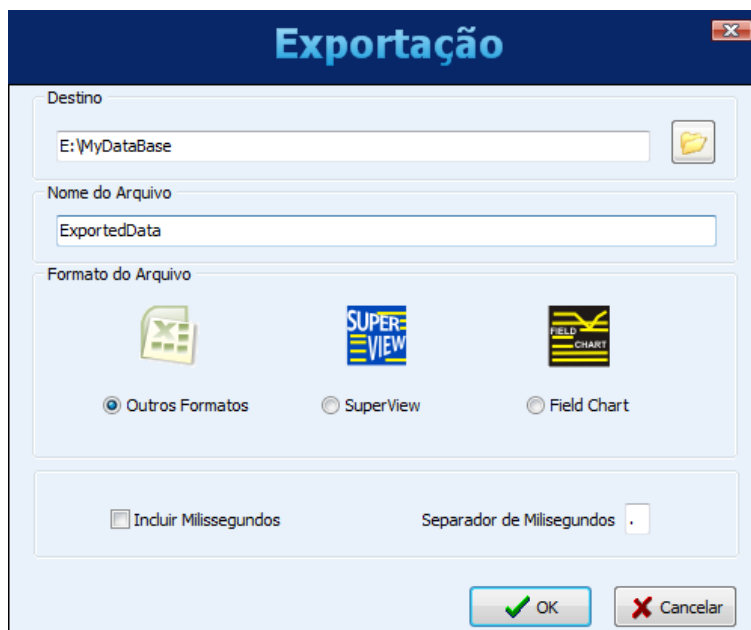 Exportação
Destino
E:\MyDataBase
Nome do Arquivo
ExportedData
Formato do Arquivo
SUPER
VIEW
FIELD
CHART
Outros Formatos
SuperView
Field Chart
Incluir Milissegundos
Separador de Milisegundos .
OK
Cancelar